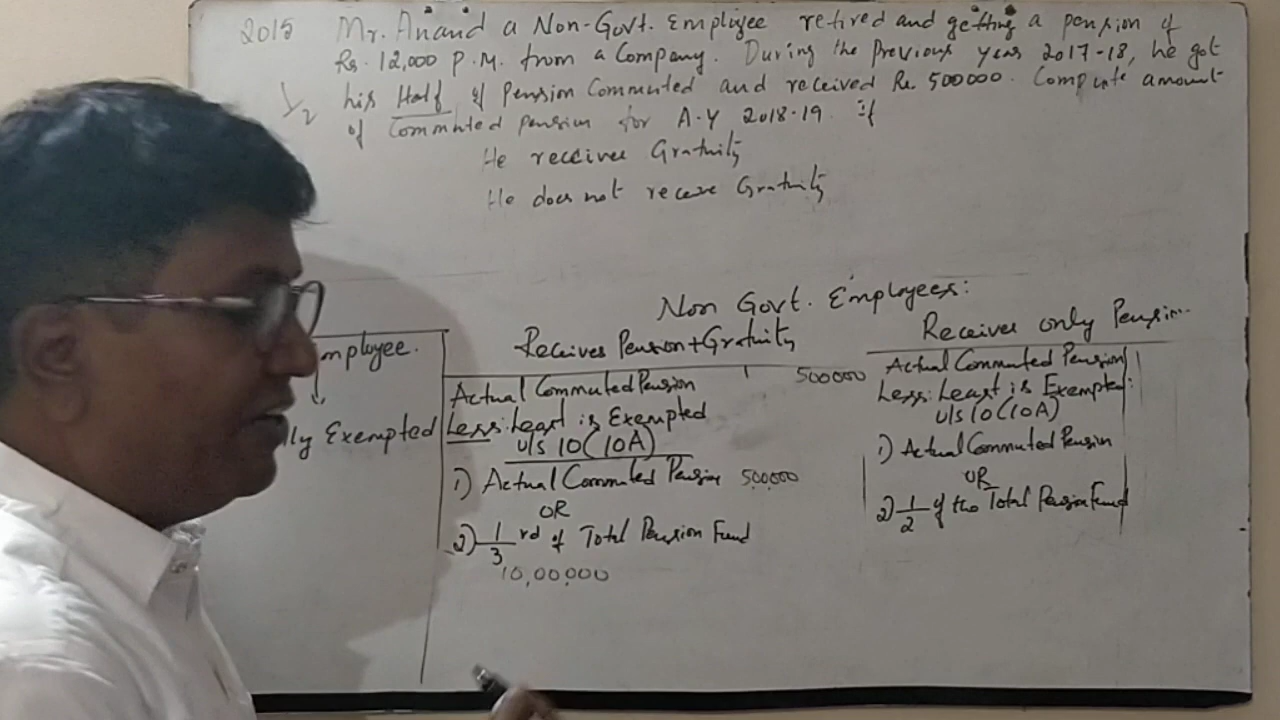 2015 Mr. Anand a Non-Govt. Employee retired and getting a pension of
Rs. 12,000 P.M. from a Company. During the Previous year 2017-18, he got
1/2 his Half of Pension Commuted and received Rs. 500000. Compute amount
of Commuted pension for A.Y 2018-19 if
He receives Gratuity
He does not receive Gratuity
Non Govt. Employees:
mployee.
lly Exempted
Receives Pension+Gratuity
Actual Commuted Pension 500000
Less: Least is Exempted
u/s 10(10A)
1) Actual Commuted Pension 500000
OR
2) 1/3 rd of Total Pension Fund
10,00,000
Receives only Pension
Actual Commuted Pension
Less: Least is Exempted:
u/s 10(10A)
1) Actual Commuted Pension
OR
2) 1/2 of the Total Pension Fund